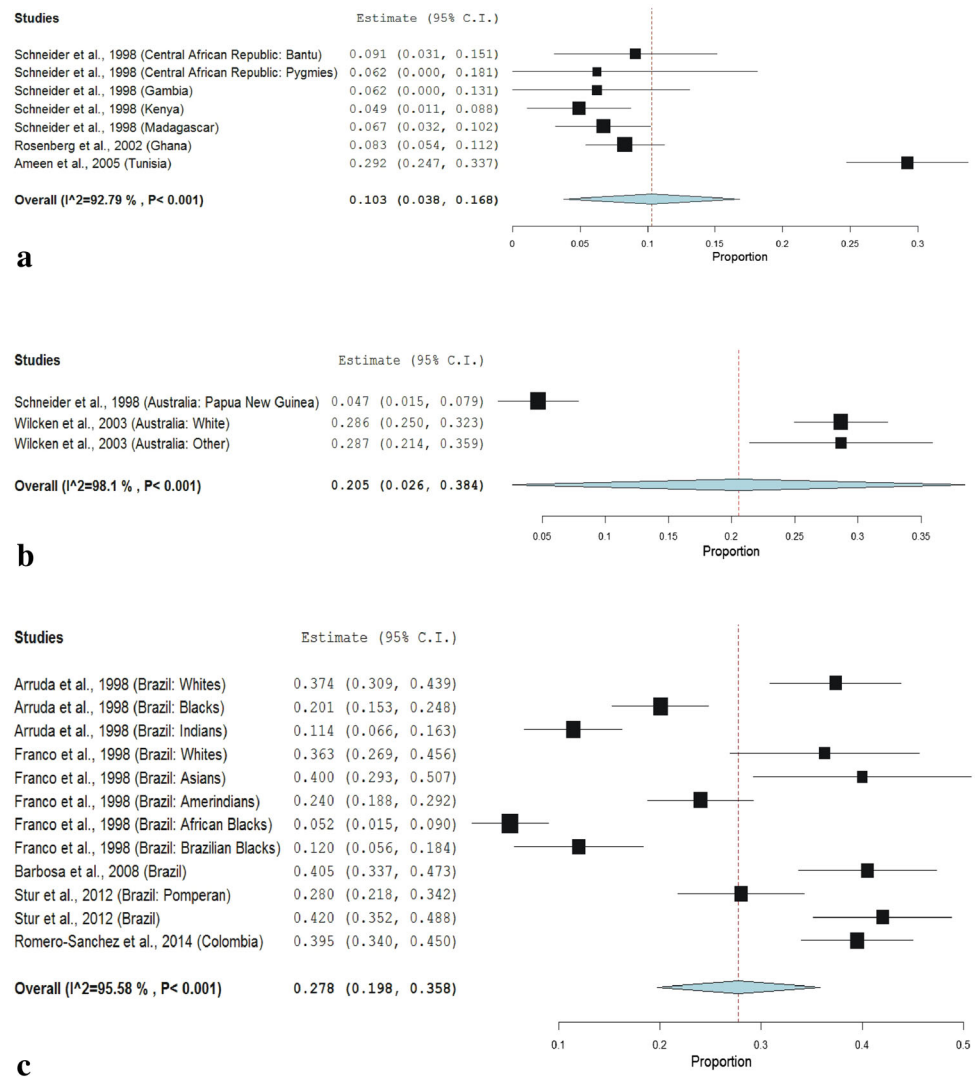 Studies Estimate (95% C.I.)
Schneider et al., 1998 (Central African Republic: Bantu) 0.091 (0.031, 0.151)
Schneider et al., 1998 (Central African Republic: Pygmies) 0.062 (0.000, 0.181)
Schneider et al., 1998 (Gambia) 0.062 (0.000, 0.131)
Schneider et al., 1998 (Kenya) 0.049 (0.011, 0.088)
Schneider et al., 1998 (Madagascar) 0.067 (0.032, 0.102)
Rosenberg et al., 2002 (Ghana) 0.083 (0.054, 0.112)
Ameen et al., 2005 (Tunisia) 0.292 (0.247, 0.337)
Overall (I^2=92.79 % , P< 0.001) 0.103 (0.038, 0.168)
0 0.05 0.1 0.15 0.2 0.25 0.3
Proportion
a
Studies Estimate (95% C.I.)
Schneider et al., 1998 (Australia: Papua New Guinea) 0.047 (0.015, 0.079)
Wilcken et al., 2003 (Australia: White) 0.286 (0.250, 0.323)
Wilcken et al., 2003 (Australia: Other) 0.287 (0.214, 0.359)
Overall (I^2=98.1 % , P< 0.001) 0.205 (0.026, 0.384)
0.05 0.1 0.15 0.2 0.25 0.3 0.35
Proportion
b
Studies Estimate (95% C.I.)
Arruda et al., 1998 (Brazil: Whites) 0.374 (0.309, 0.439)
Arruda et al., 1998 (Brazil: Blacks) 0.201 (0.153, 0.248)
Arruda et al., 1998 (Brazil: Indians) 0.114 (0.066, 0.163)
Franco et al., 1998 (Brazil: Whites) 0.363 (0.269, 0.456)
Franco et al., 1998 (Brazil: Asians) 0.400 (0.293, 0.507)
Franco et al., 1998 (Brazil: Amerindians) 0.240 (0.188, 0.292)
Franco et al., 1998 (Brazil: African Blacks) 0.052 (0.015, 0.090)
Franco et al., 1998 (Brazil: Brazilian Blacks) 0.120 (0.056, 0.184)
Barbosa et al., 2008 (Brazil) 0.405 (0.337, 0.473)
Stur et al., 2012 (Brazil: Pomperan) 0.280 (0.218, 0.342)
Stur et al., 2012 (Brazil) 0.420 (0.352, 0.488)
Romero-Sanchez et al., 2014 (Colombia) 0.395 (0.340, 0.450)
Overall (I^2=95.58 % , P< 0.001) 0.278 (0.198, 0.358)
0.1 0.2 0.3 0.4 0.5
Proportion
c